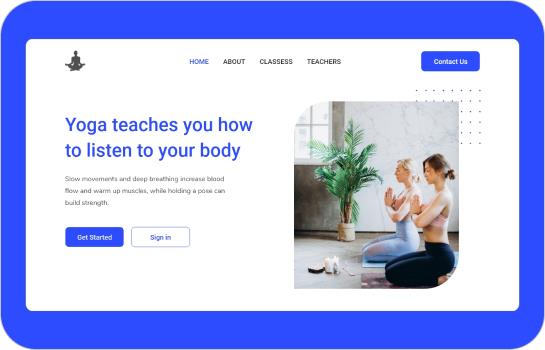 HOME ABOUT CLASSESS TEACHERS Contact Us
Yoga teaches you how
to listen to your body
Slow movements and deep breathing increase blood
flow and warm up muscles, while holding a pose can
build strength.
Get Started Sign in